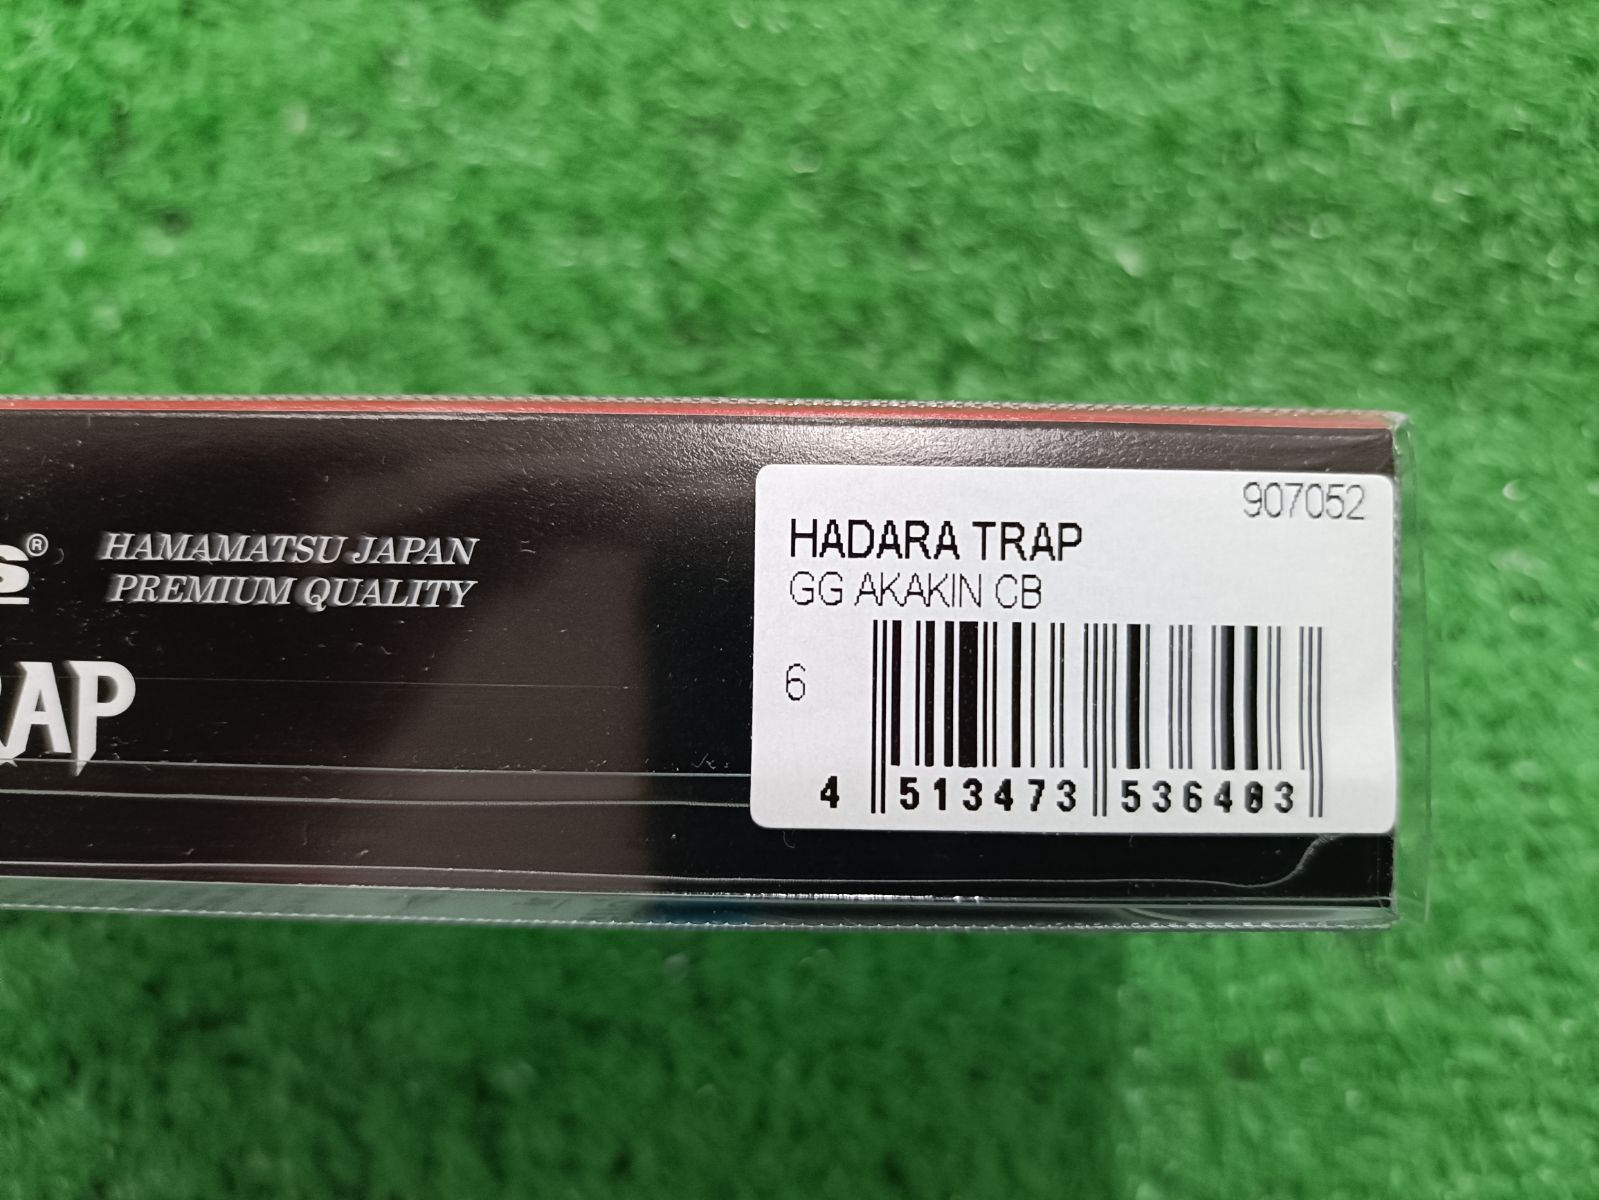 S® HAMAMATSU JAPAN
PREMIUM QUALITY
RAP
907052
HADARA TRAP
GG AKAKIN CB
6
4 513473 536483